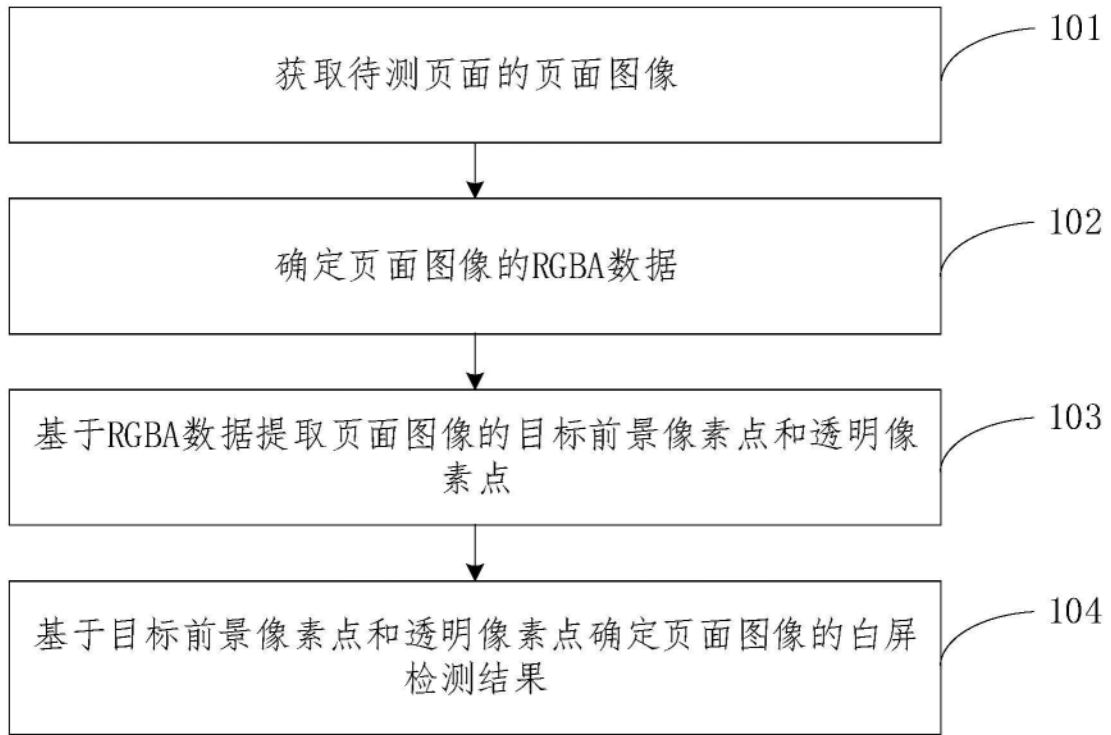 获取待测页面的页面图像
101
确定页面图像的RGBA数据
102
基于RGBA数据提取页面图像的目标前景像素点和透明像
素点
103
基于目标前景像素点和透明像素点确定页面图像的白屏
检测结果
104